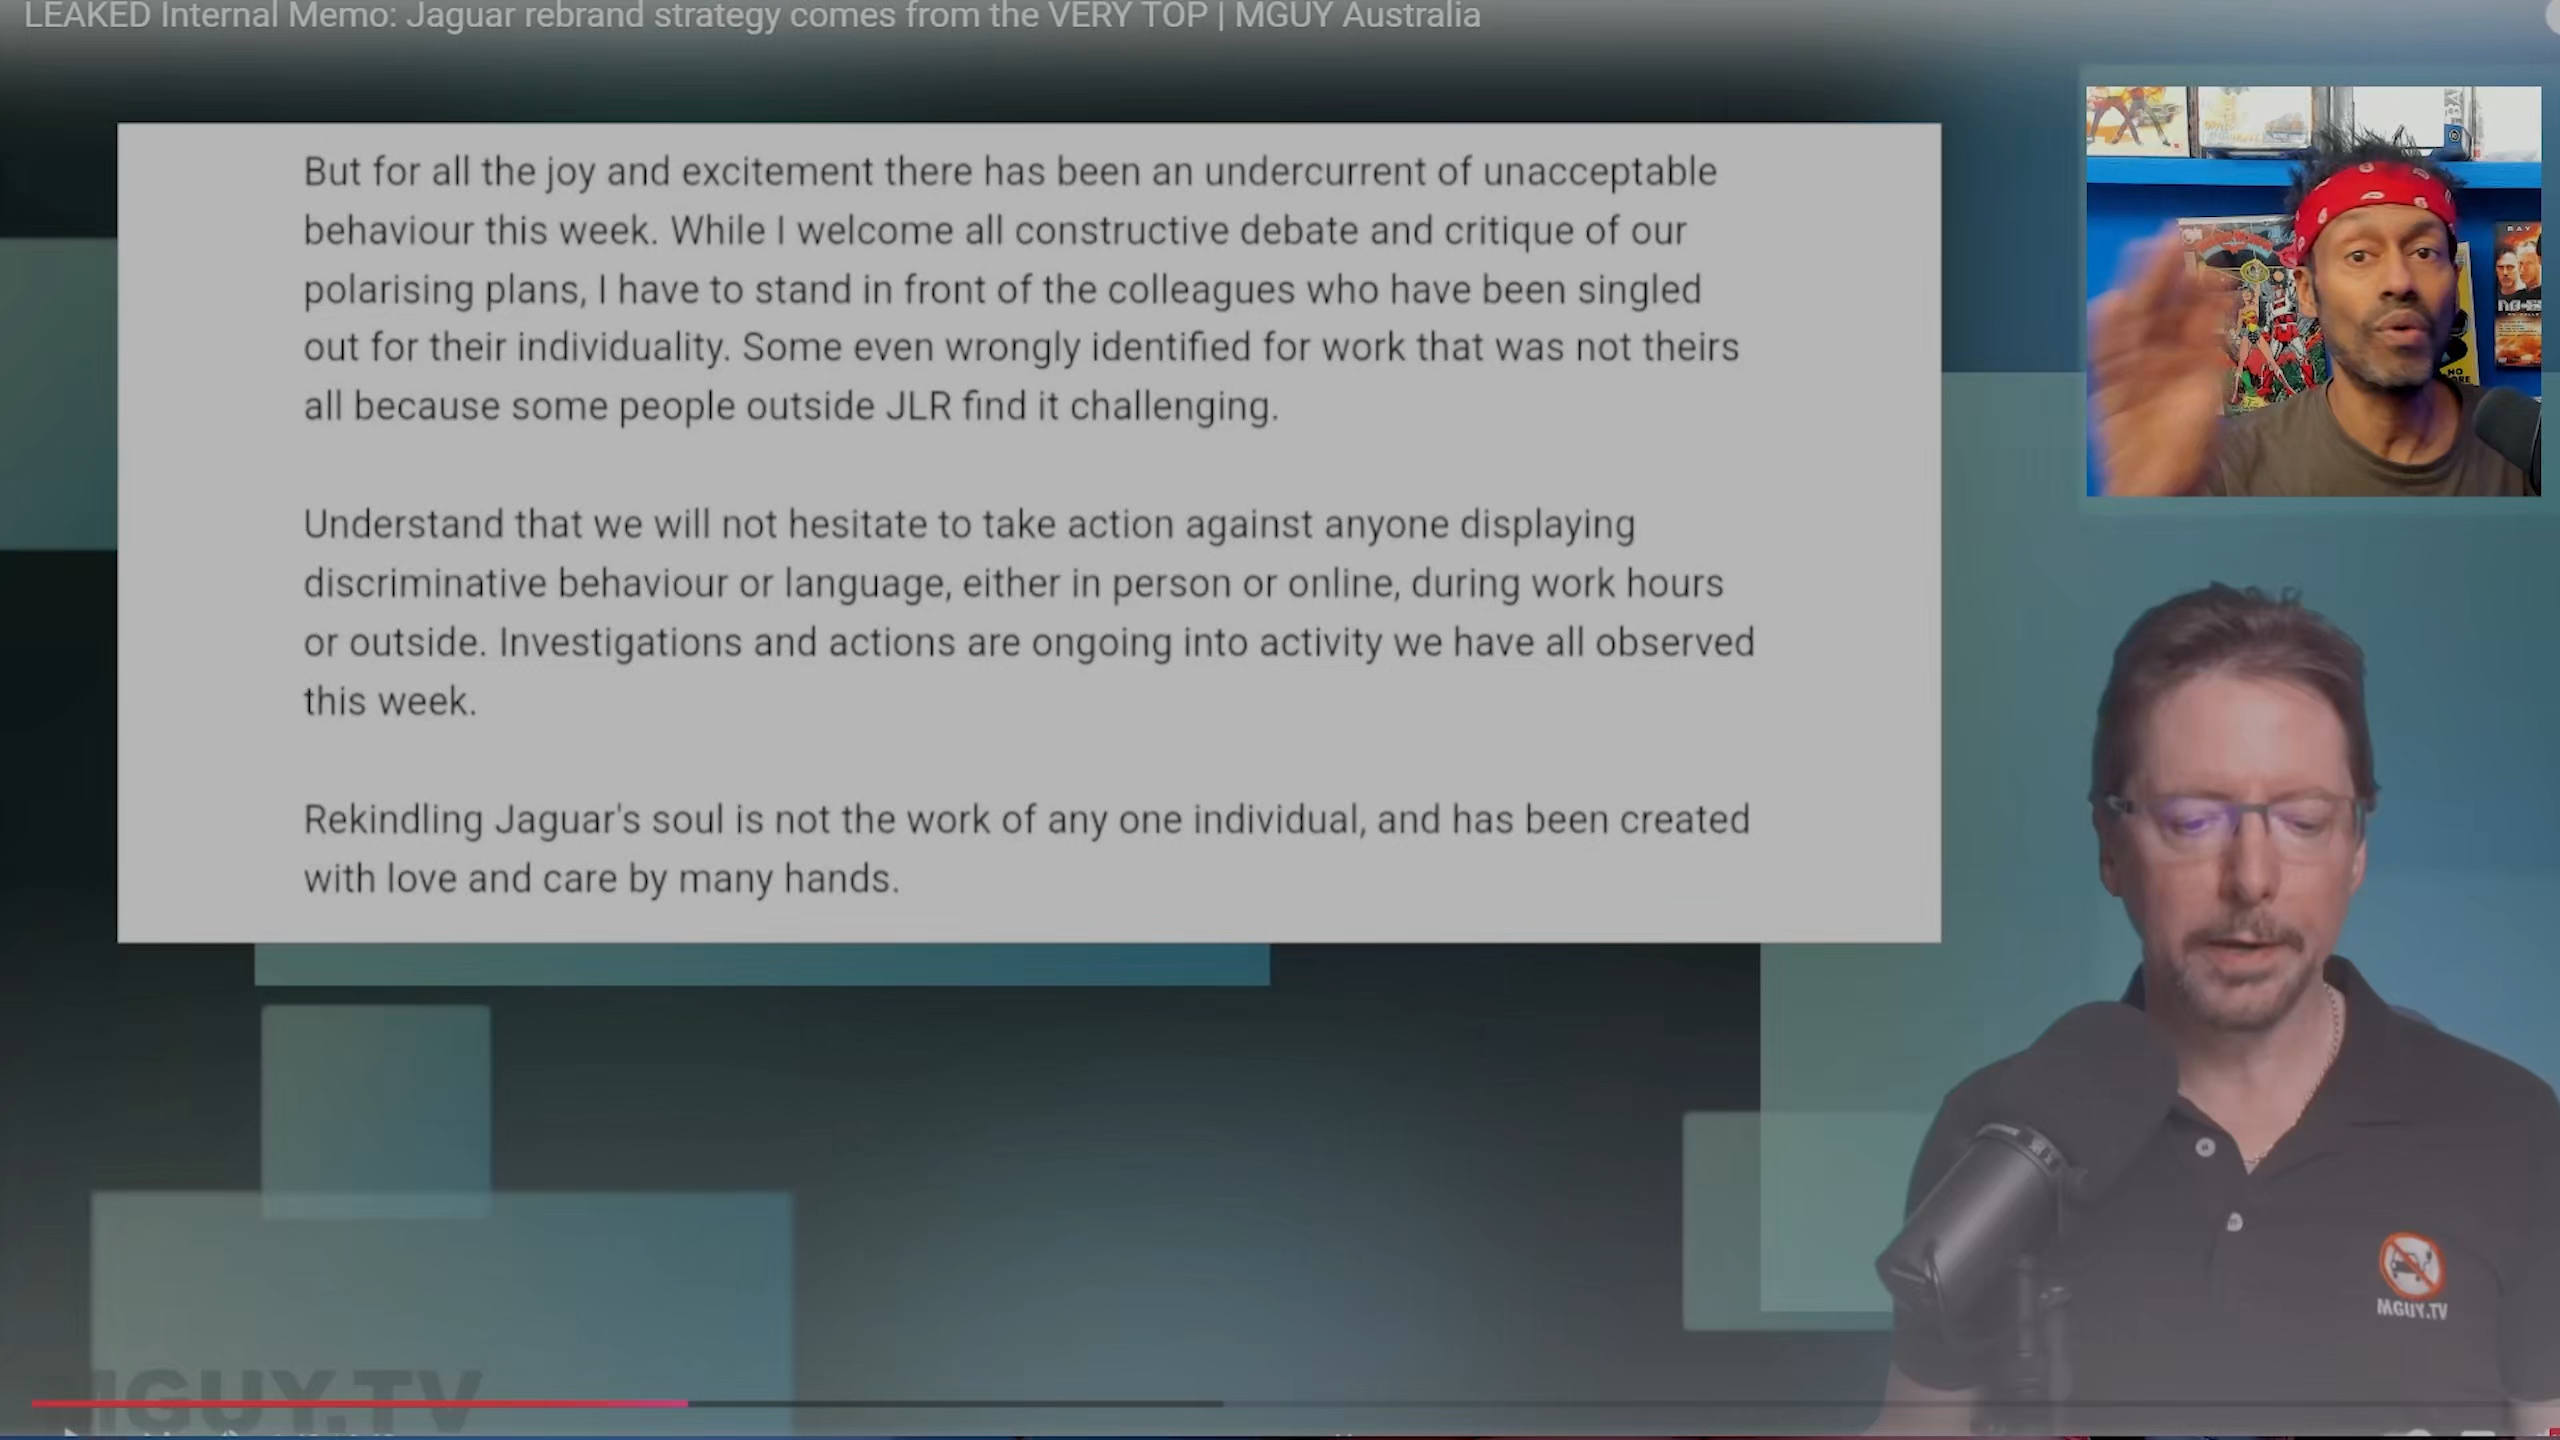 LEAKED Internal Memo: Jaguar rebrand strategy comes from the VERY TOP | MGUY Australia
But for all the joy and excitement there has been an undercurrent of unacceptable
behaviour this week. While I welcome all constructive debate and critique of our
polarising plans, I have to stand in front of the colleagues who have been singled
out for their individuality. Some even wrongly identified for work that was not theirs
all because some people outside JLR find it challenging.
Understand that we will not hesitate to take action against anyone displaying
discriminative behaviour or language, either in person or online, during work hours
or outside. Investigations and actions are ongoing into activity we have all observed
this week.
Rekindling Jaguar's soul is not the work of any one individual, and has been created
with love and care by many hands.
RAY
NO
MGUY.TV
MGUY.TV